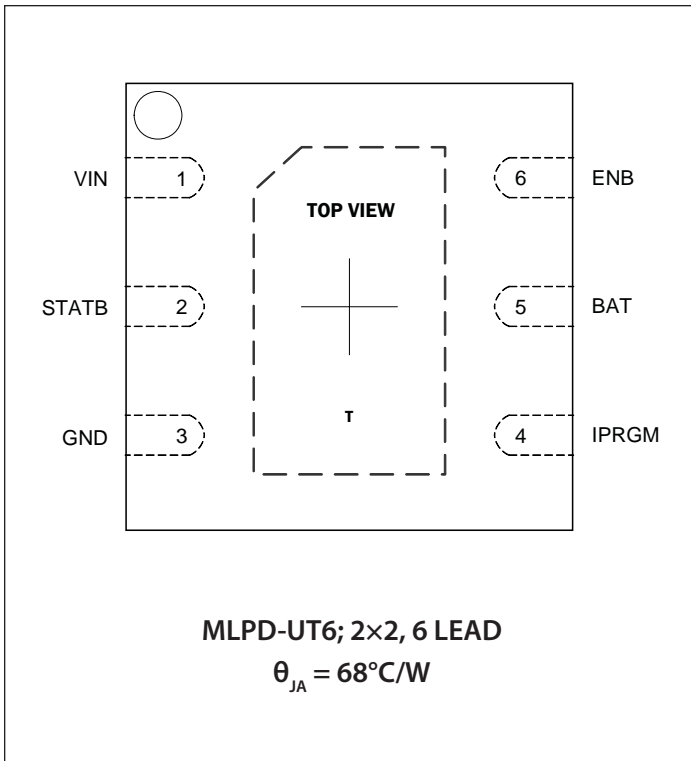 TOP VIEW
VIN 1
6 ENB
STATB 2
5 BAT
GND 3
4 IPRGM
T
MLPD-UT6; 2×2, 6 LEAD
θJA = 68°C/W